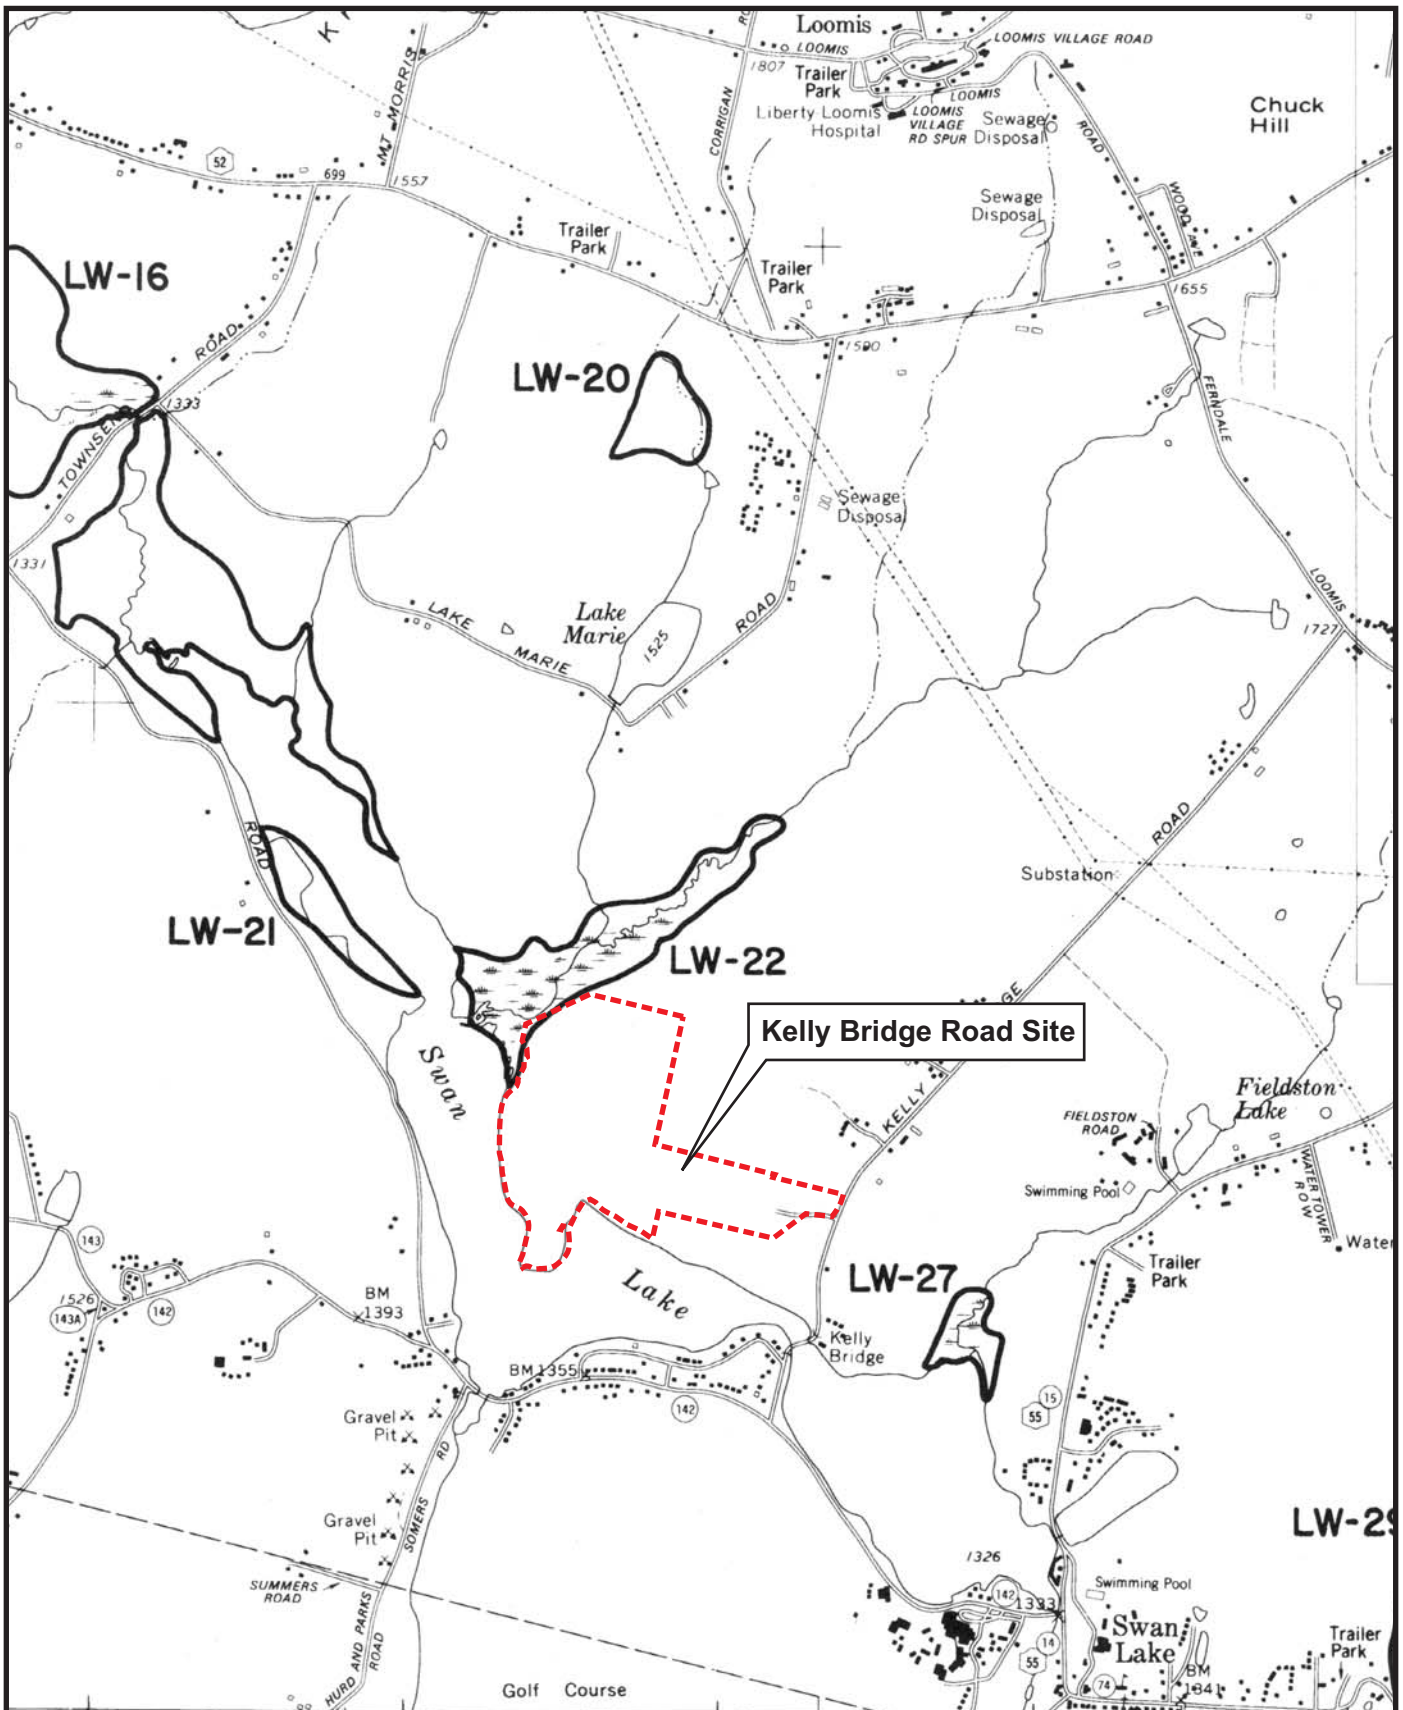 Loomis
LOOMIS
LOOMIS VILLAGE ROAD
1807
Trailer
Park
LOOMIS
Liberty Loomis
Hospital
LOOMIS
VILLAGE
RD SPUR
Sewage
Disposal
ROAD
Chuck
Hill
MT MORRIS
CORRIGAN
52
699
1557
Sewage
Disposal
WOOD AVE
Trailer
Park
Trailer
Park
1655
LW-16
ROAD
1590
LW-20
1333
FERNDALE
Sewage
Disposal
1331
LOOMIS
LAKE
MARIE
Lake
Marie
1525
ROAD
1727
ROAD
ROAD
Substation
LW-21
LW-22
Kelly Bridge Road Site
Swan
KELLY
Fieldston
Lake
FIELDSTON
ROAD
WATER TOWER
ROW
Swimming Pool
143
Water
Trailer
Park
LW-27
Lake
BM
1393
1526
143A
142
Kelly
Bridge
BM 1355
142
15
55
Gravel
Pit
RD
SOMERS
Gravel
Pit
LW-29
1326
SUMMERS
ROAD
Swimming Pool
142
1333
HURD AND PARKS
ROAD
Swan
Lake
14
55
Trailer
Park
BM
1341
74
Golf Course